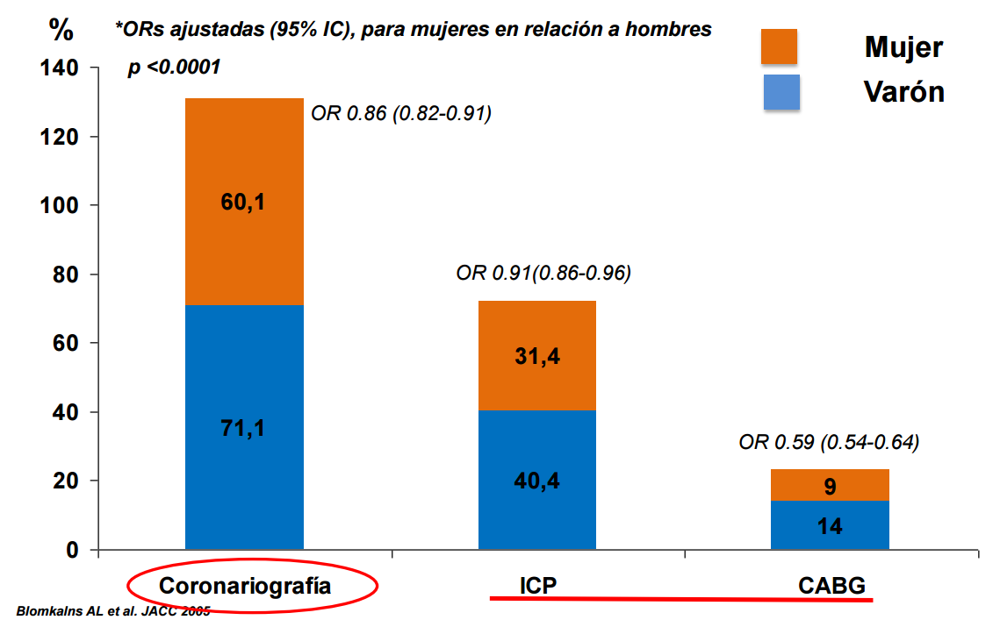 %
*ORs ajustadas (95% IC), para mujeres en relación a hombres
p <0.0001
Mujer
Varón
140
120
100
80
60
40
20
0
OR 0.86 (0.82-0.91)
60,1
71,1
OR 0.91(0.86-0.96)
31,4
40,4
OR 0.59 (0.54-0.64)
9
14
Coronariografía
ICP
CABG
Blomkalns AL et al. JACC 2005